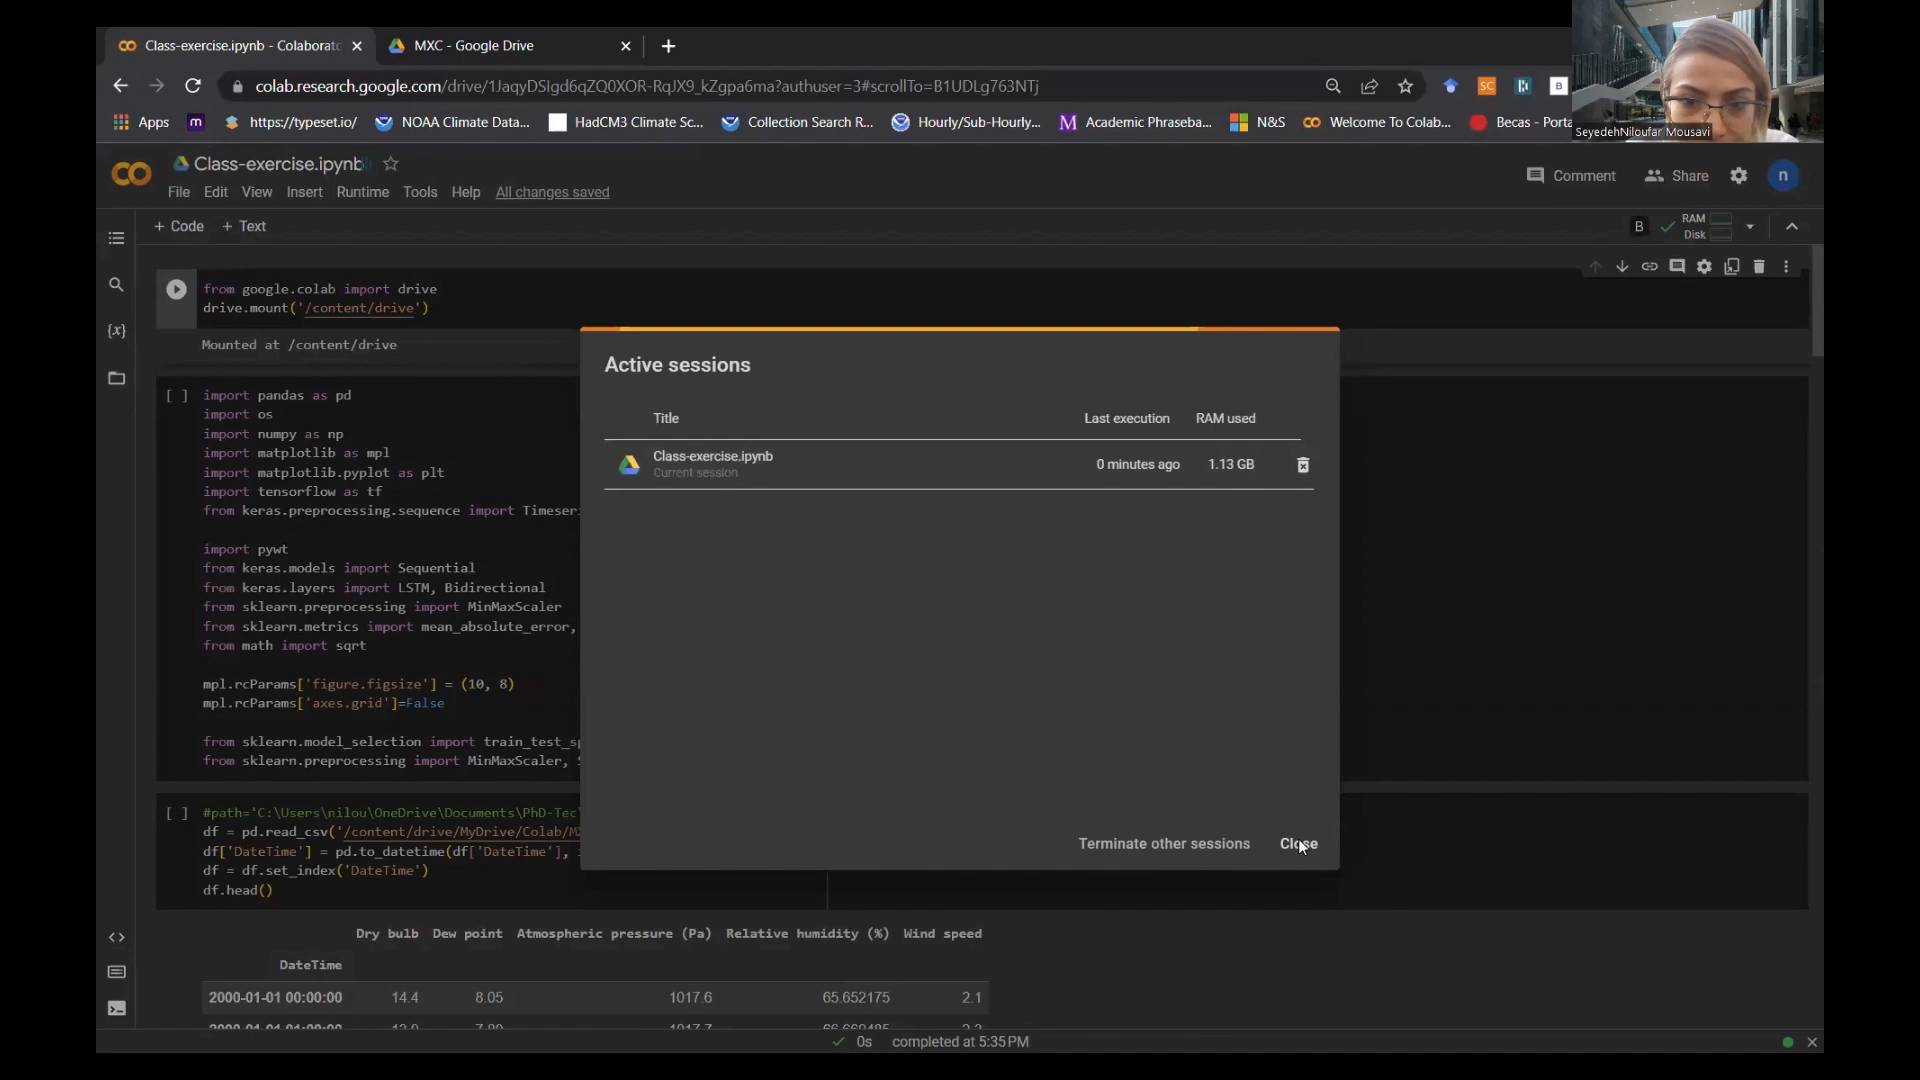 Class-exercise.ipynb - Colaborato
MXC - Google Drive
colab.research.google.com/drive/1JaqyDSIgd6qZQ0XOR-RqJX9_kZgpa6ma?authuser=3#scrollTo=B1UDLg763NTj
SC
B
Apps
m
https://typeset.io/
NOAA Climate Data...
HadCM3 Climate Sc...
Collection Search R...
Hourly/Sub-Hourly...
M
Academic Phraseba...
N&S
Welcome To Colab...
Becas - Porta
SeyedehNiloufar Mousavi
Class-exercise.ipynb
File
Edit
View
Insert
Runtime
Tools
Help
All changes saved
Comment
Share
n
+ Code
+ Text
B
RAM
Disk
from google.colab import drive
drive.mount('/content/drive')
Mounted at /content/drive
[ ]
import pandas as pd
import os
import numpy as np
import matplotlib as mpl
import matplotlib.pyplot as plt
import tensorflow as tf
from keras.preprocessing.sequence import Timeseri
import pywt
from keras.models import Sequential
from keras.layers import LSTM, Bidirectional
from sklearn.preprocessing import MinMaxScaler
from sklearn.metrics import mean_absolute_error,
from math import sqrt
mpl.rcParams['figure.figsize'] = (10, 8)
mpl.rcParams['axes.grid']=False
from sklearn.model_selection import train_test_sp
from sklearn.preprocessing import MinMaxScaler, S
Active sessions
Title
Last execution
RAM used
Class-exercise.ipynb
Current session
0 minutes ago
1.13 GB
Terminate other sessions
Close
[ ]
#path='C:\Users\nilou\OneDrive\Documents\PhD-Tec\
df = pd.read_csv('/content/drive/MyDrive/Colab/MX
df['DateTime'] = pd.to_datetime(df['DateTime'], i
df = df.set_index('DateTime')
df.head()
Dry bulb
Dew point
Atmospheric pressure (Pa)
Relative humidity (%)
Wind speed
DateTime
2000-01-01 00:00:00
14.4
8.05
1017.6
65.652175
2.1
0s
completed at 5:35 PM